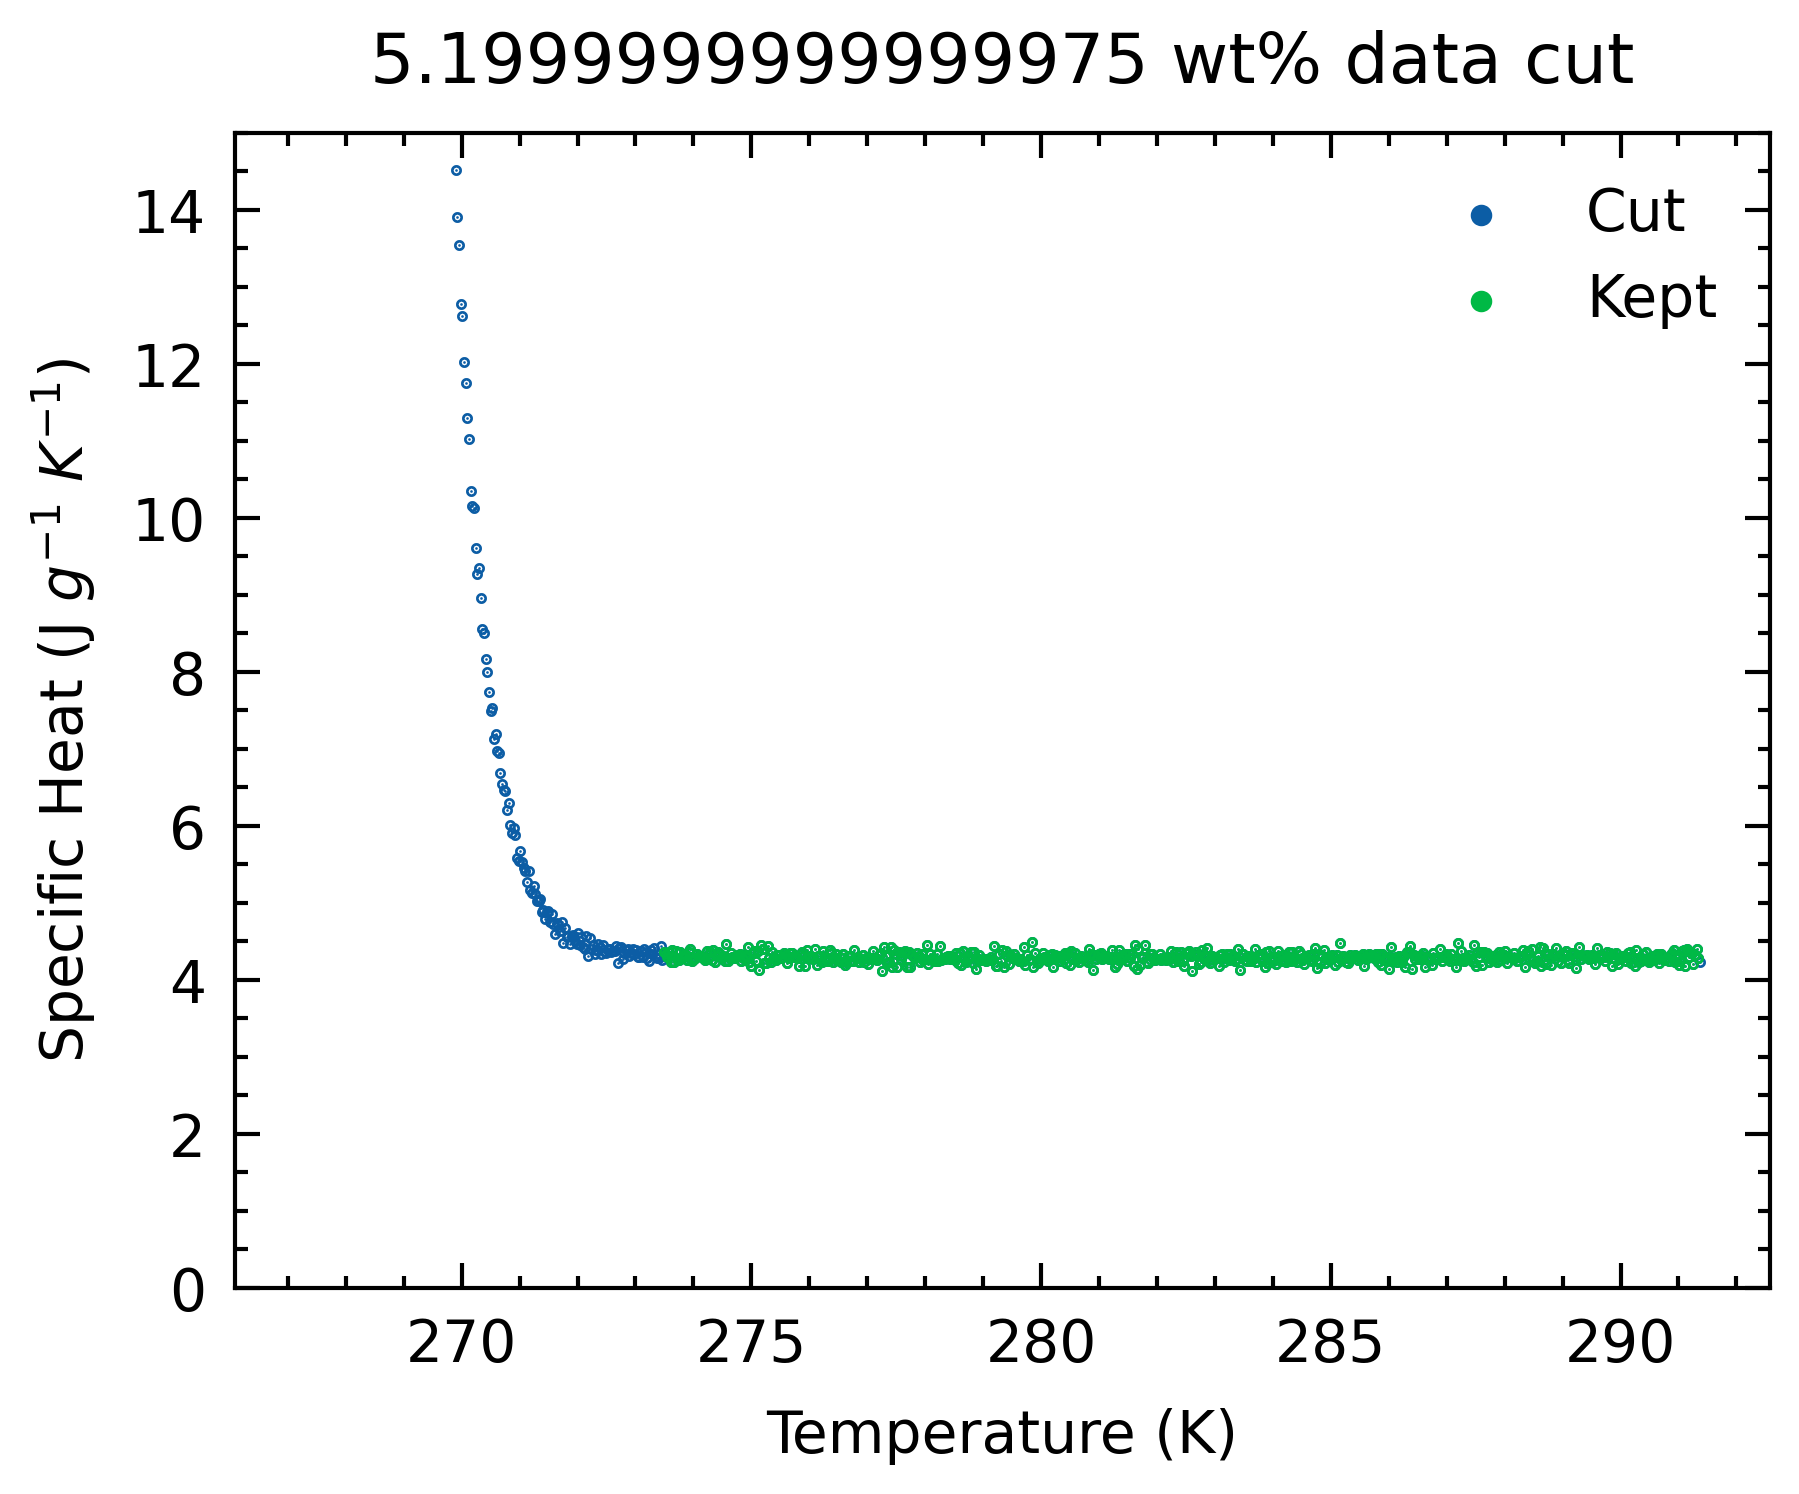 5.1999999999999975 wt% data cut
14
12
10
8
6
4
2
0
Specific Heat (J g⁻¹ K⁻¹)
Cut
Kept
270 275 280 285 290
Temperature (K)